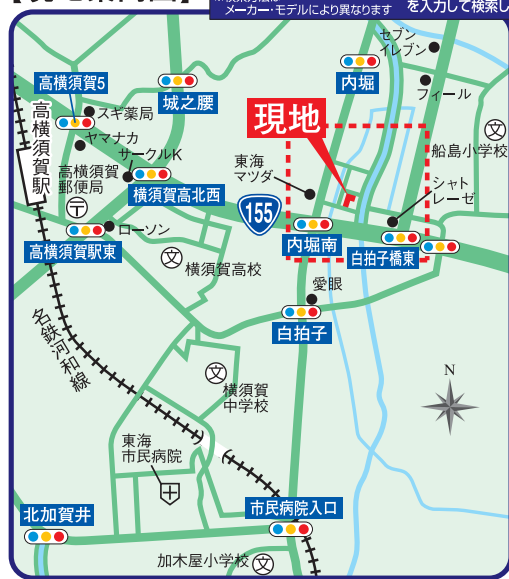 メーカー・モデルにより異なります
を入力して検索し
セブン
イレブン
内堀
フィール
高横須賀5
城之腰
スギ薬局
ヤマナカ
サークルK
高横須賀駅
高横須賀
郵便局
横須賀高北西
現地
船島小学校
文
東海
マツダ
シャト
レーゼ
155
ローソン
高横須賀駅東
文
横須賀高校
内堀南
白拍子橋東
愛眼
白拍子
名鉄河和線
文
横須賀
中学校
N
東海
市民病院
北加賀井
市民病院入口
加木屋小学校
文